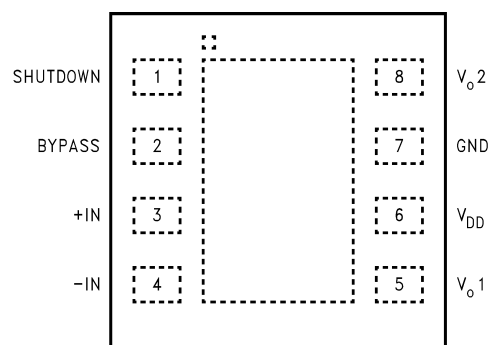 SHUTDOWN 1 8 Vo2
BYPASS 2 7 GND
+IN 3 6 VDD
−IN 4 5 Vo1